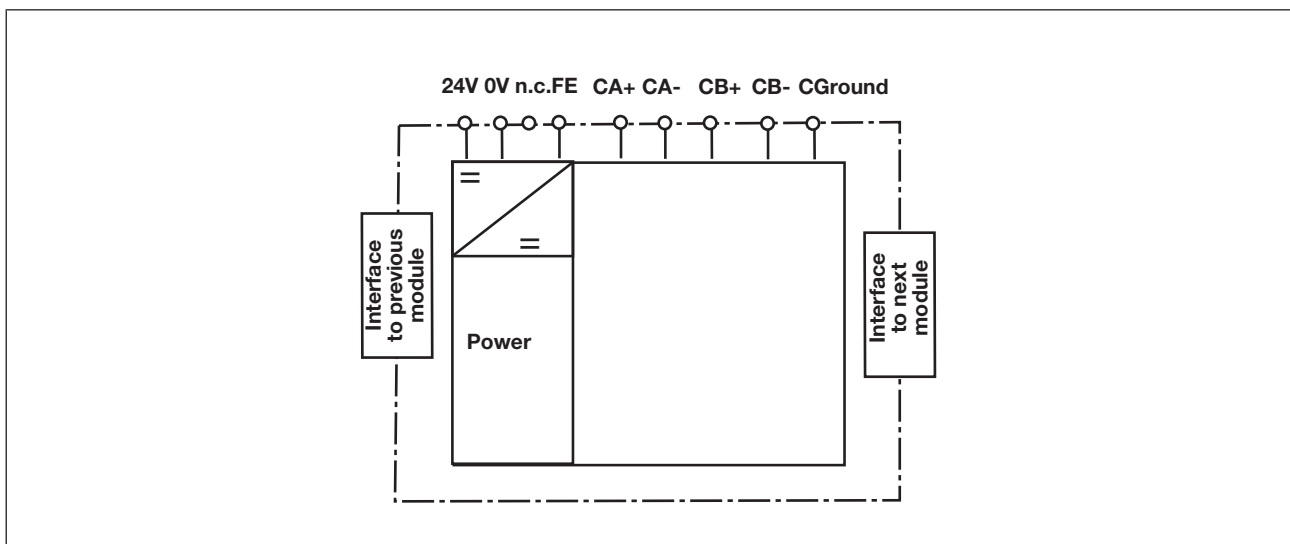 24V 0V n.c.FE CA+ CA- CB+ CB- CGround
Interface
to previous
module
Power
Interface
to next
module